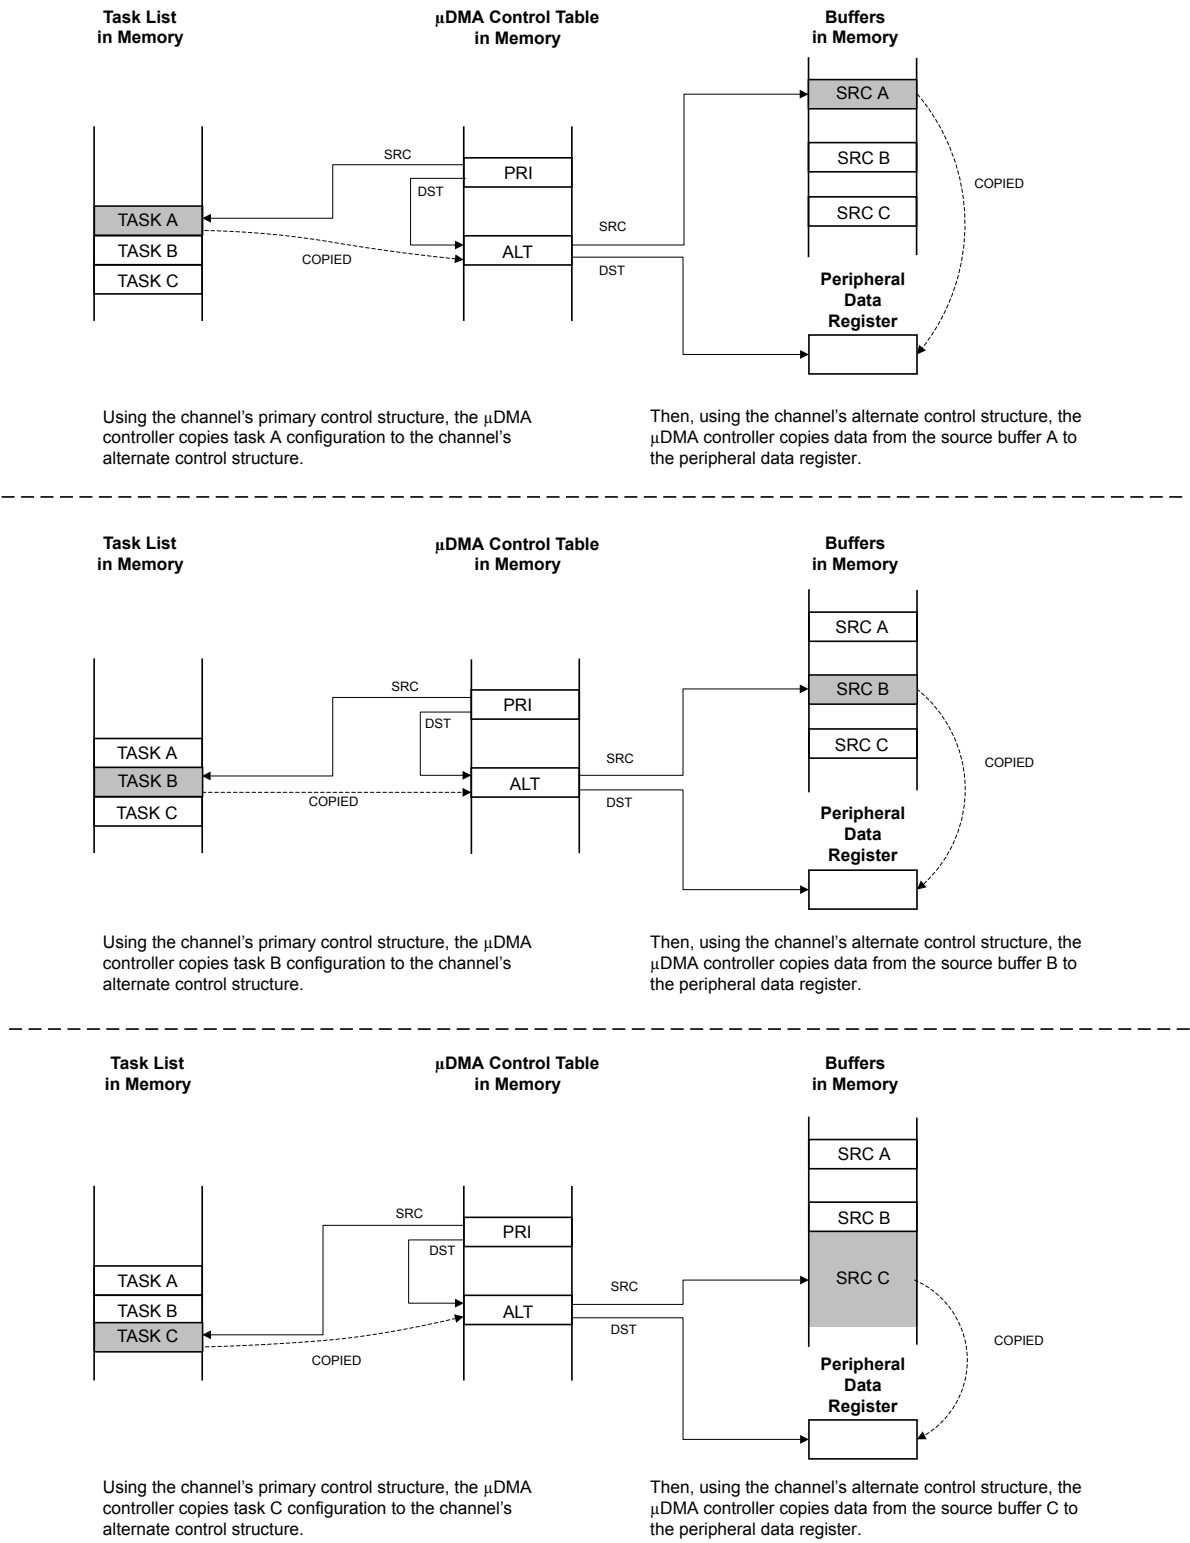 Task List
in Memory
µDMA Control Table
in Memory
Buffers
in Memory
SRC A
SRC B
SRC C
COPIED
SRC
PRI
DST
TASK A
TASK B
TASK C
COPIED
ALT
SRC
DST
Peripheral
Data
Register
Using the channel's primary control structure, the µDMA
controller copies task A configuration to the channel's
alternate control structure.
Then, using the channel's alternate control structure, the
µDMA controller copies data from the source buffer A to
the peripheral data register.
Task List
in Memory
µDMA Control Table
in Memory
Buffers
in Memory
SRC A
SRC B
SRC C
COPIED
SRC
PRI
DST
TASK A
TASK B
TASK C
COPIED
ALT
SRC
DST
Peripheral
Data
Register
Using the channel's primary control structure, the µDMA
controller copies task B configuration to the channel's
alternate control structure.
Then, using the channel's alternate control structure, the
µDMA controller copies data from the source buffer B to
the peripheral data register.
Task List
in Memory
µDMA Control Table
in Memory
Buffers
in Memory
SRC A
SRC B
SRC C
COPIED
SRC
PRI
DST
TASK A
TASK B
TASK C
COPIED
ALT
SRC
DST
Peripheral
Data
Register
Using the channel's primary control structure, the µDMA
controller copies task C configuration to the channel's
alternate control structure.
Then, using the channel's alternate control structure, the
µDMA controller copies data from the source buffer C to
the peripheral data register.